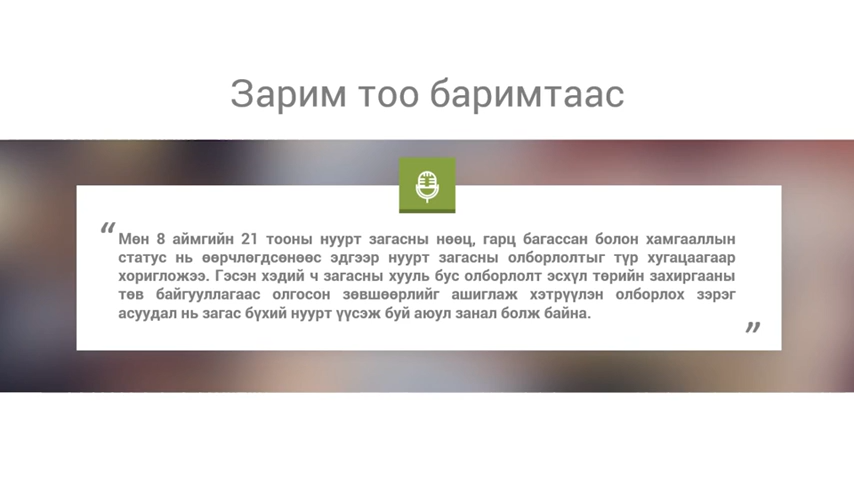 Зарим тоо баримтаас
“ Мөн 8 аймгийн 21 тооны нуурт загасны нөөц, гарц багассан болон хамгааллын
статус нь өөрчлөгдсөнөөс эдгээр нуурт загасны олборлолтыг түр хугацаагаар
хоригложээ. Гэсэн хэдий ч загасны хууль бус олборлолт эсхүл төрийн захиргааны
төв байгууллагаас олгосон зөвшөөрлийг ашиглаж хэтрүүлэн олборлох зэрэг
асуудал нь загас бүхий нуурт үүсэж буй аюул занал болж байна. ”